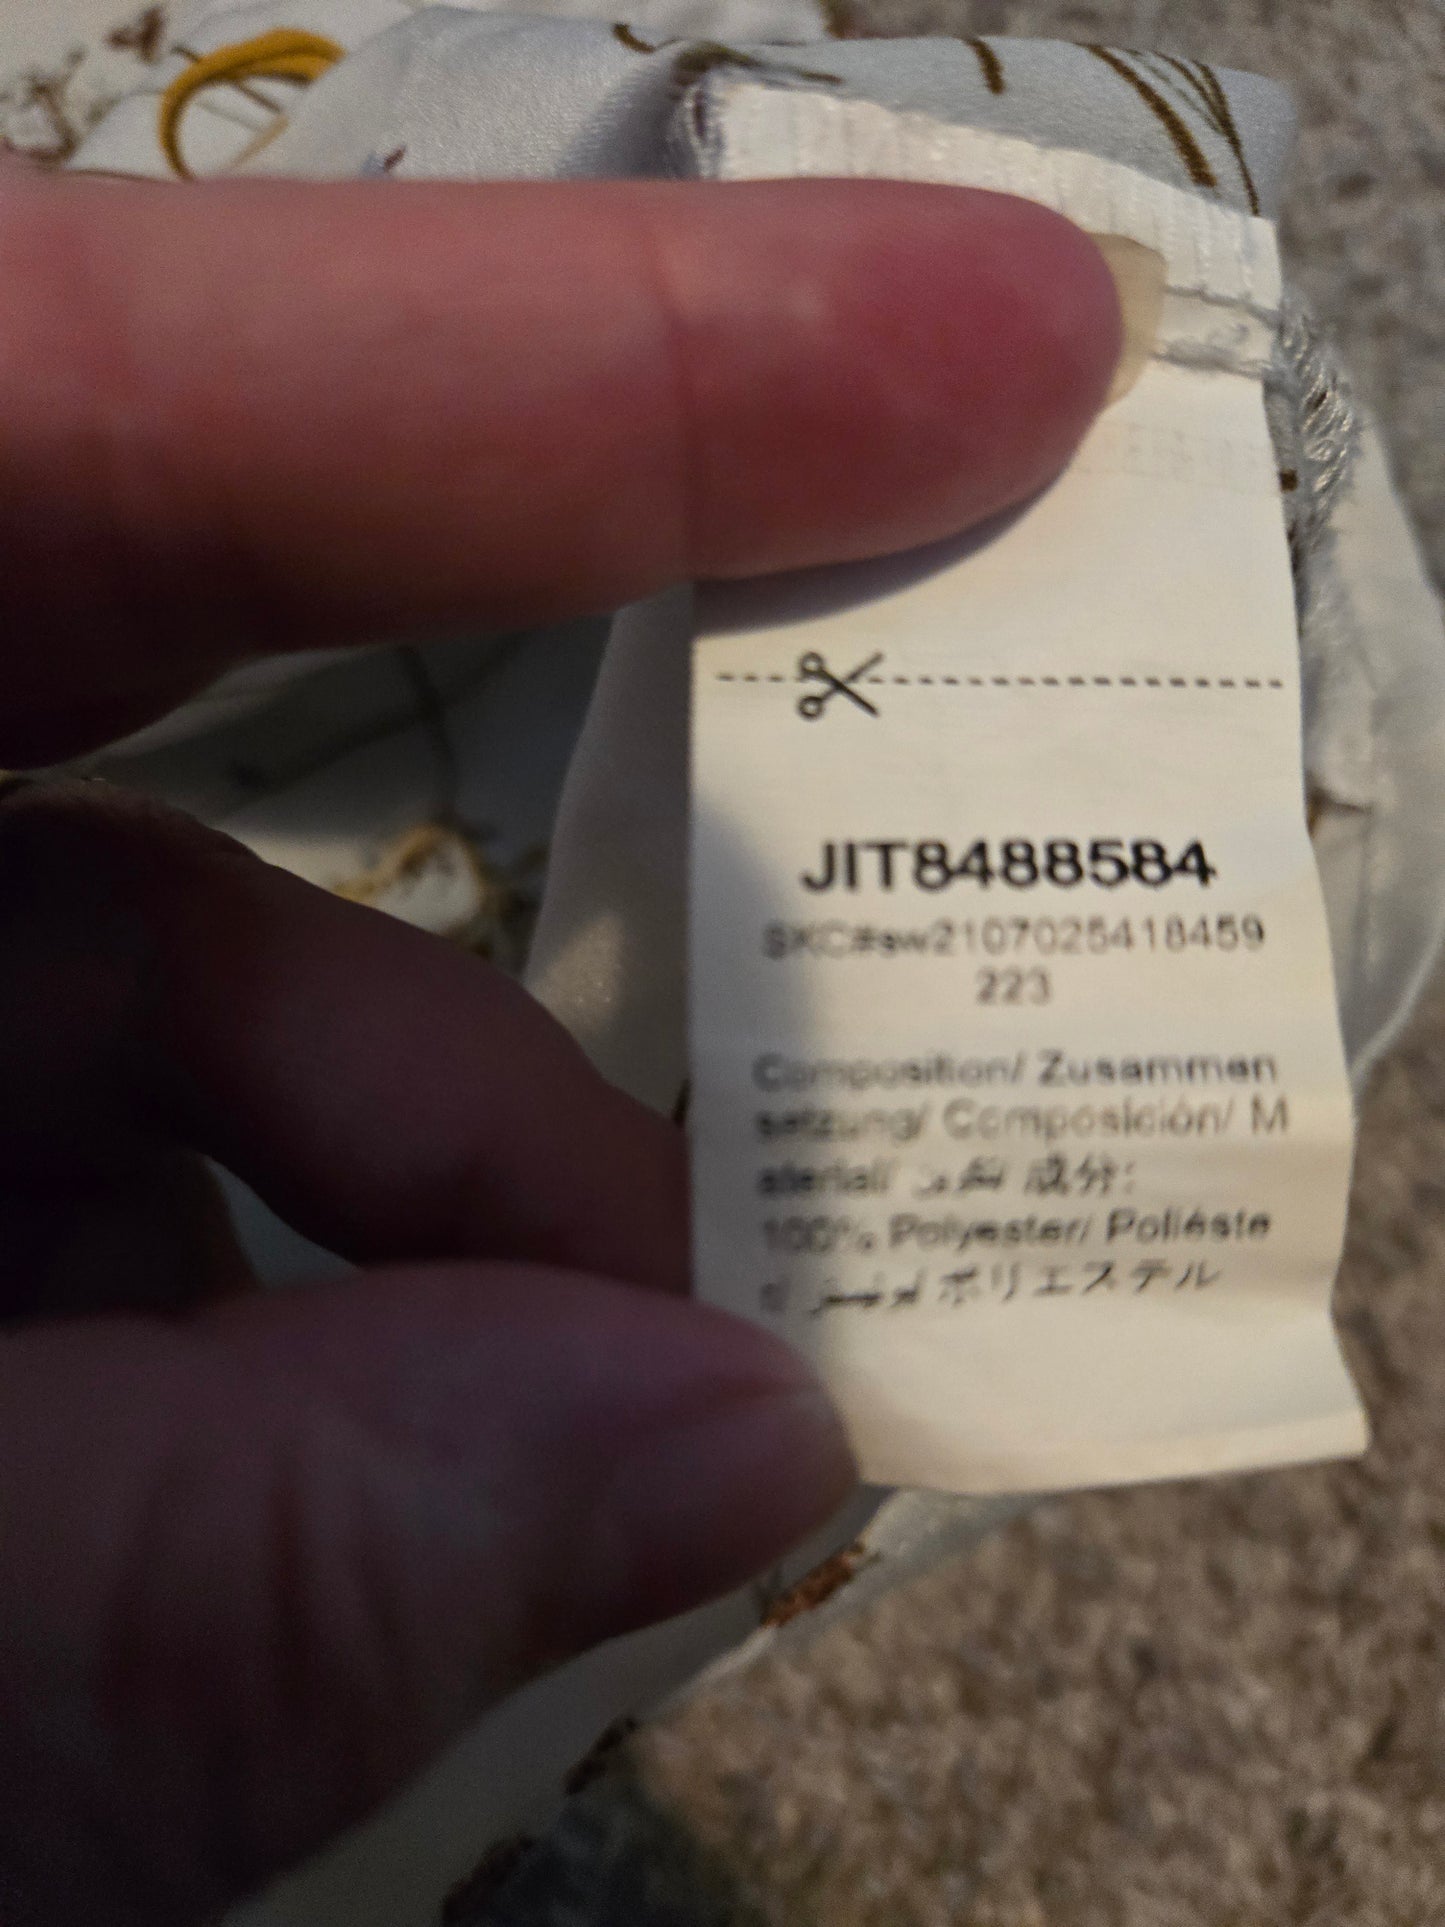 JIT8488584
SKC#sw2107025418459
223
Composition/ Zusammen
setzung/ Composición/ M
aterial/ 成分:
100% Polyester/ Poliéste
r/ ポリエステル